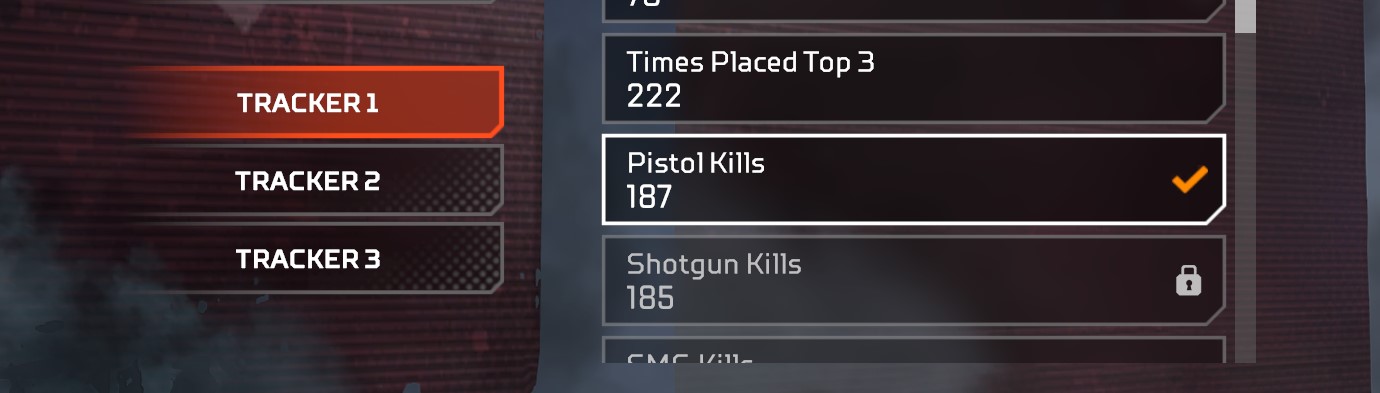 TRACKER 1
TRACKER 2
TRACKER 3
Times Placed Top 3
222
Pistol Kills
187
Shotgun Kills
185